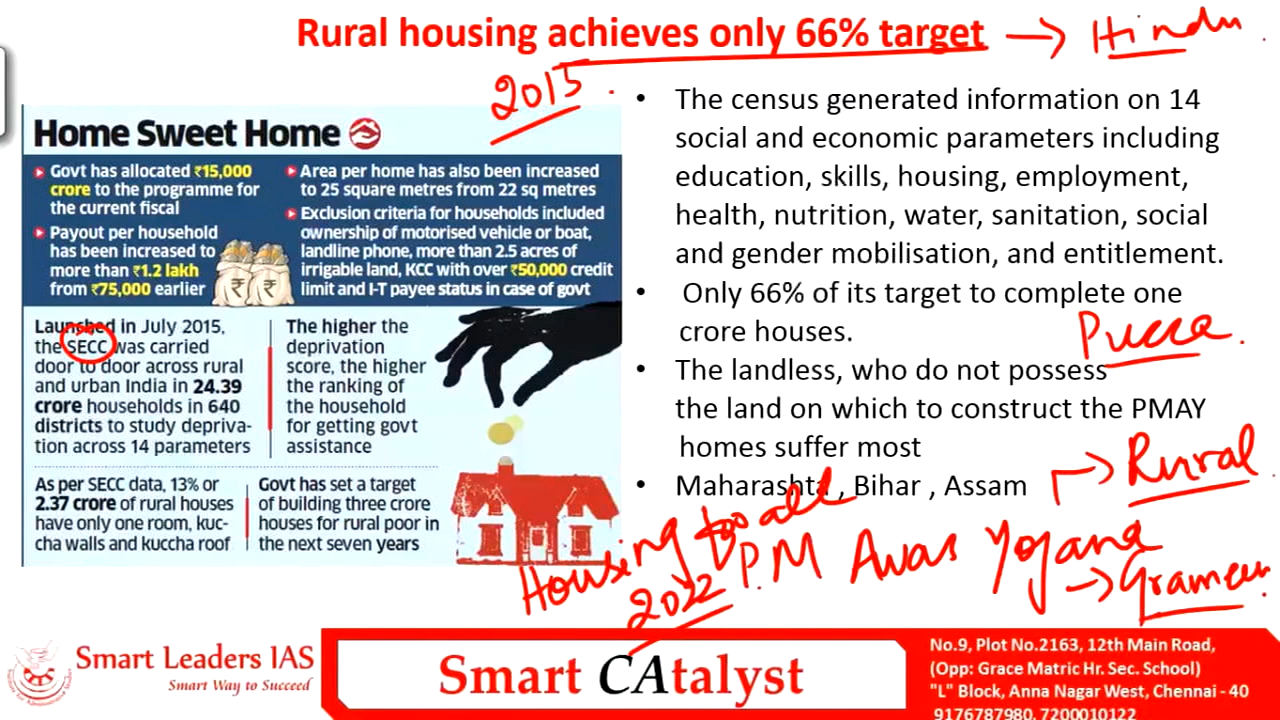 Rural housing achieves only 66% target → Hindu
2015
Home Sweet Home
Govt has allocated ₹15,000
crore to the programme for
the current fiscal
Payout per household
has been increased to
more than ₹1.2 lakh
from ₹75,000 earlier
Area per home has also been increased
to 25 square metres from 22 sq metres
Exclusion criteria for households included
ownership of motorised vehicle or boat,
landline phone, more than 2.5 acres of
irrigable land, KCC with over ₹50,000 credit
limit and I-T payee status in case of govt
Launched in July 2015,
the SECC was carried
door to door across rural
and urban India in 24.39
crore households in 640
districts to study depriva-
tion across 14 parameters
The higher the
deprivation
score, the higher
the ranking of
the household
for getting govt
assistance
As per SECC data, 13% or
2.37 crore of rural houses
have only one room, kuc-
cha walls and kuccha roof
Govt has set a target
of building three crore
houses for rural poor in
the next seven years
• The census generated information on 14
social and economic parameters including
education, skills, housing, employment,
health, nutrition, water, sanitation, social
and gender mobilisation, and entitlement.
• Only 66% of its target to complete one
crore houses.
Pucca
• The landless, who do not possess
the land on which to construct the PMAY
homes suffer most
• Maharashta , Bihar , Assam
→ Rural
Housing for all
2022
P.M Awas Yojana
→ Grameen
Smart Leaders IAS
Smart Way to Succeed
Smart CAtalyst
No.9, Plot No.2163, 12th Main Road,
(Opp: Grace Matric Hr. Sec. School)
"L" Block, Anna Nagar West, Chennai - 40
9176787980, 7200010122